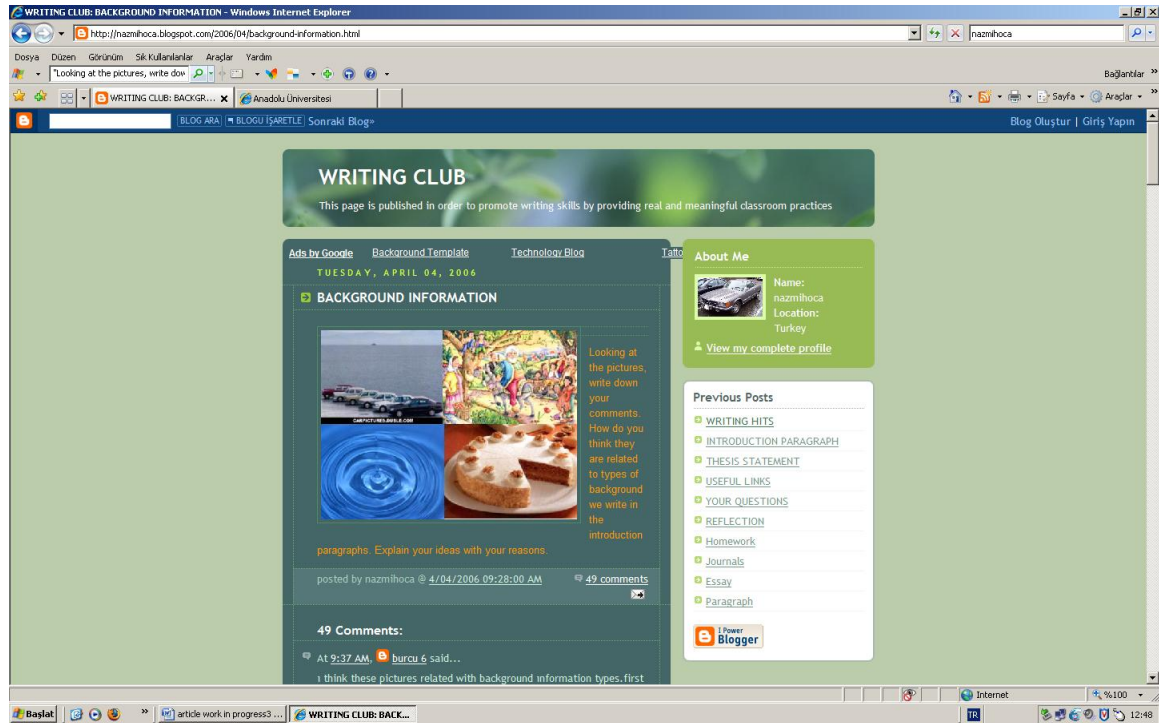 WRITING CLUB: BACKGROUND INFORMATION - Windows Internet Explorer
http://nazmihoca.blogspot.com/2006/04/background-information.html
nazmihoca
Dosya Düzen Görünüm Sık Kullanılanlar Araçlar Yardım
"Looking at the pictures, write dow
Bağlantılar
WRITING CLUB: BACKGR...
Anadolu Üniversitesi
Sayfa
Araçlar
BLOG ARA
BLOGU İŞARETLE
Sonraki Blog»
Blog Oluştur | Giriş Yapın
WRITING CLUB
This page is published in order to promote writing skills by providing real and meaningful classroom practices
Ads by Google Background Template Technology Blog Tatto
TUESDAY, APRIL 04, 2006
BACKGROUND INFORMATION
CARPICTURES.BIGBLE.COM
Looking at
the pictures,
write down
your
comments.
How do you
think they
are related
to types of
background
we write in
the
introduction
paragraphs. Explain your ideas with your reasons.
posted by nazmihoca @ 4/04/2006 09:28:00 AM
49 comments
49 Comments:
At 9:37 AM, burcu 6 said...
ı think these pictures related with background ınformation types.first
About Me
Name:
nazmihoca
Location:
Turkey
View my complete profile
Previous Posts
WRITING HITS
INTRODUCTION PARAGRAPH
THESIS STATEMENT
USEFUL LINKS
YOUR QUESTIONS
REFLECTION
Homework
Journals
Essay
Paragraph
I Power
Blogger
Internet
%100
Başlat
article work in progress3 ...
WRITING CLUB: BACK...
TR
12:48